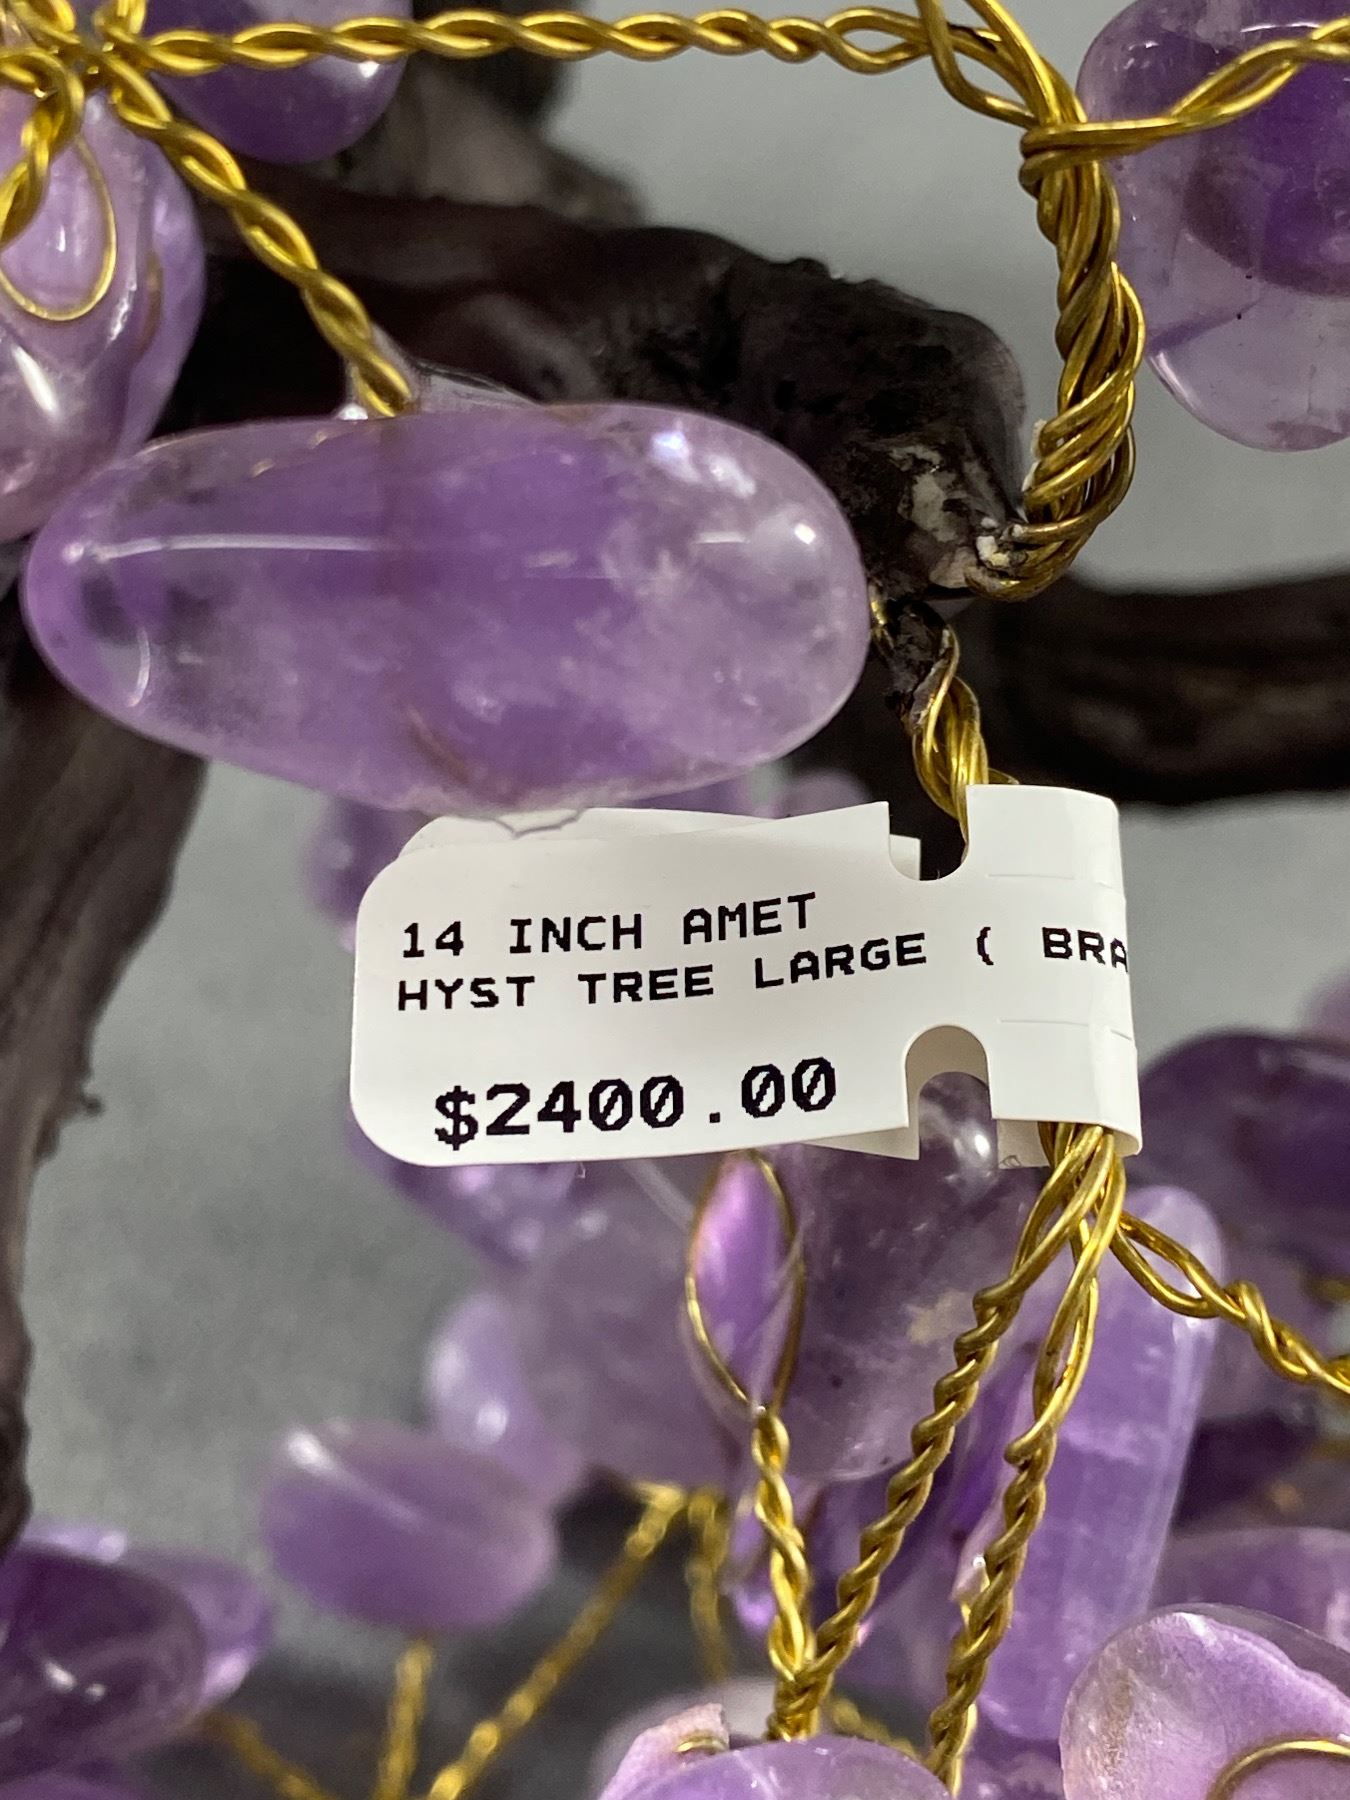 14 INCH AMET
HYST TREE LARGE ( BRA
$2400.00